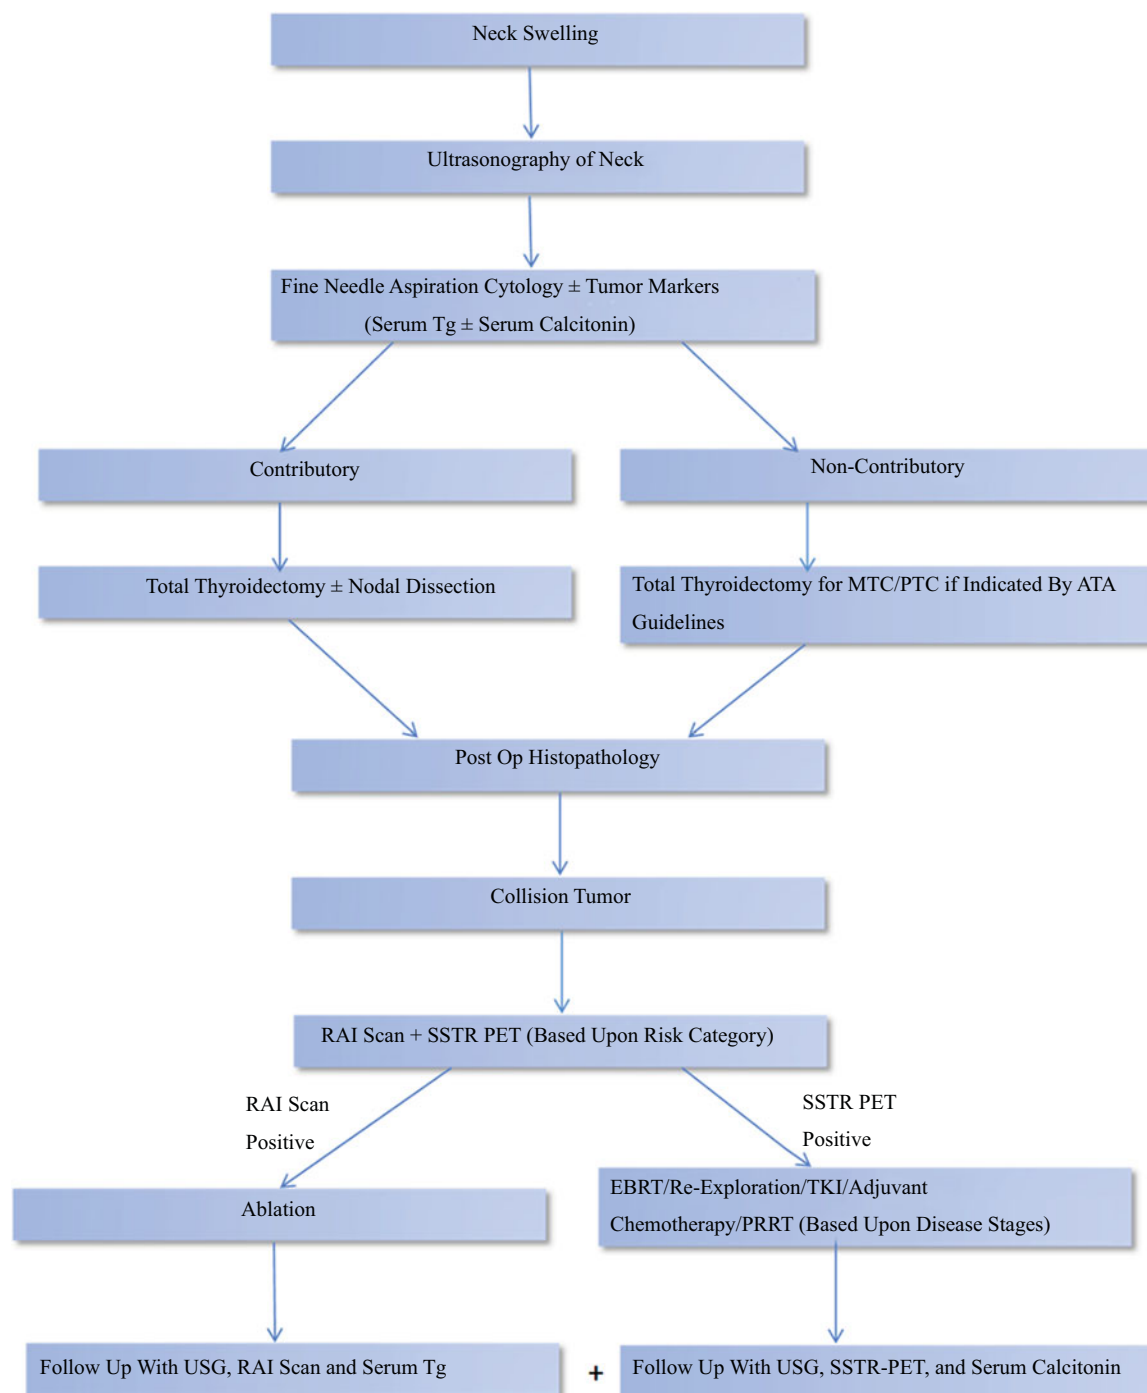 Neck Swelling
Ultrasonography of Neck
Fine Needle Aspiration Cytology ± Tumor Markers
(Serum Tg ± Serum Calcitonin)
Contributory
Non-Contributory
Total Thyroidectomy ± Nodal Dissection
Total Thyroidectomy for MTC/PTC if Indicated By ATA
Guidelines
Post Op Histopathology
Collision Tumor
RAI Scan + SSTR PET (Based Upon Risk Category)
RAI Scan
Positive
SSTR PET
Positive
Ablation
EBRT/Re-Exploration/TKI/Adjuvant
Chemotherapy/PRRT (Based Upon Disease Stages)
Follow Up With USG, RAI Scan and Serum Tg
+
Follow Up With USG, SSTR-PET, and Serum Calcitonin